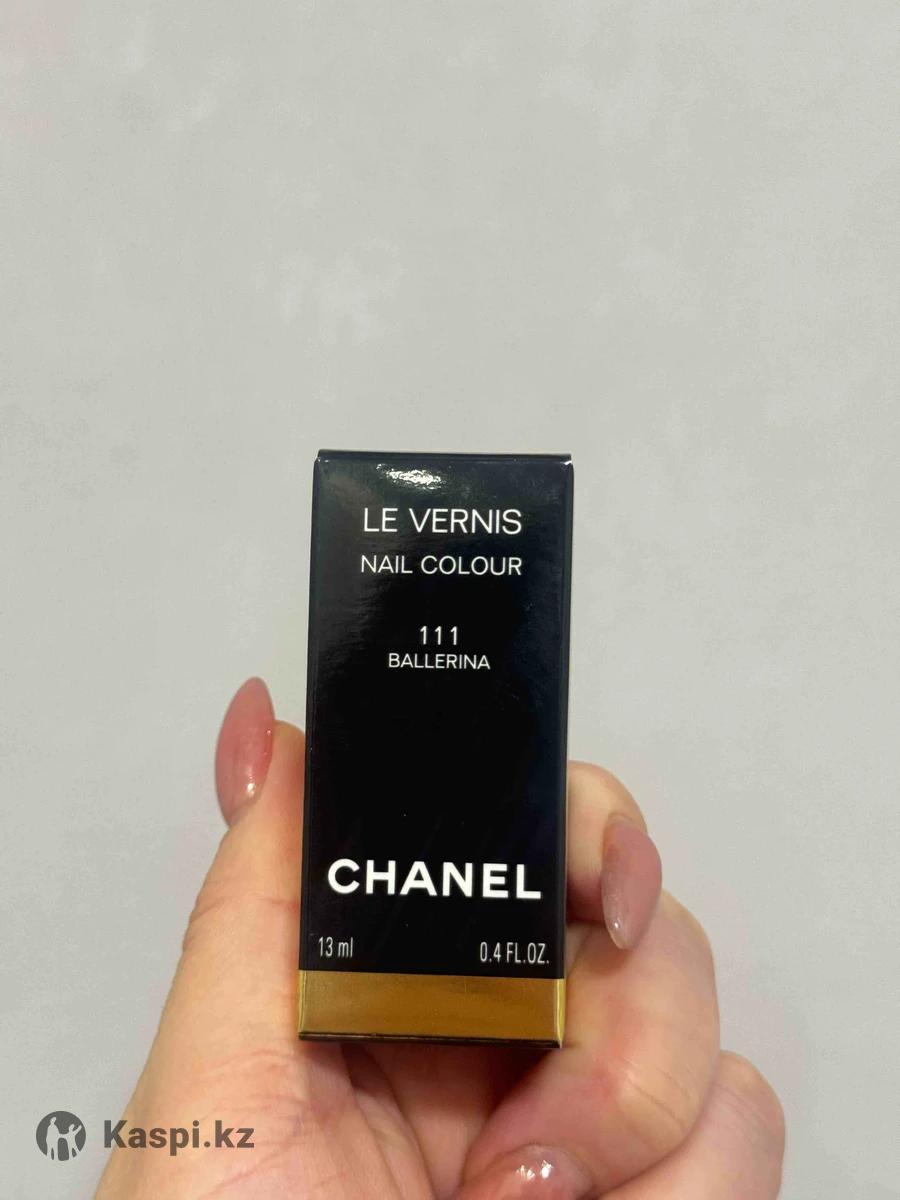 LE VERNIS
NAIL COLOUR
111
BALLERINA
CHANEL
13 ml 0.4 FL.OZ.
Kaspi.kz